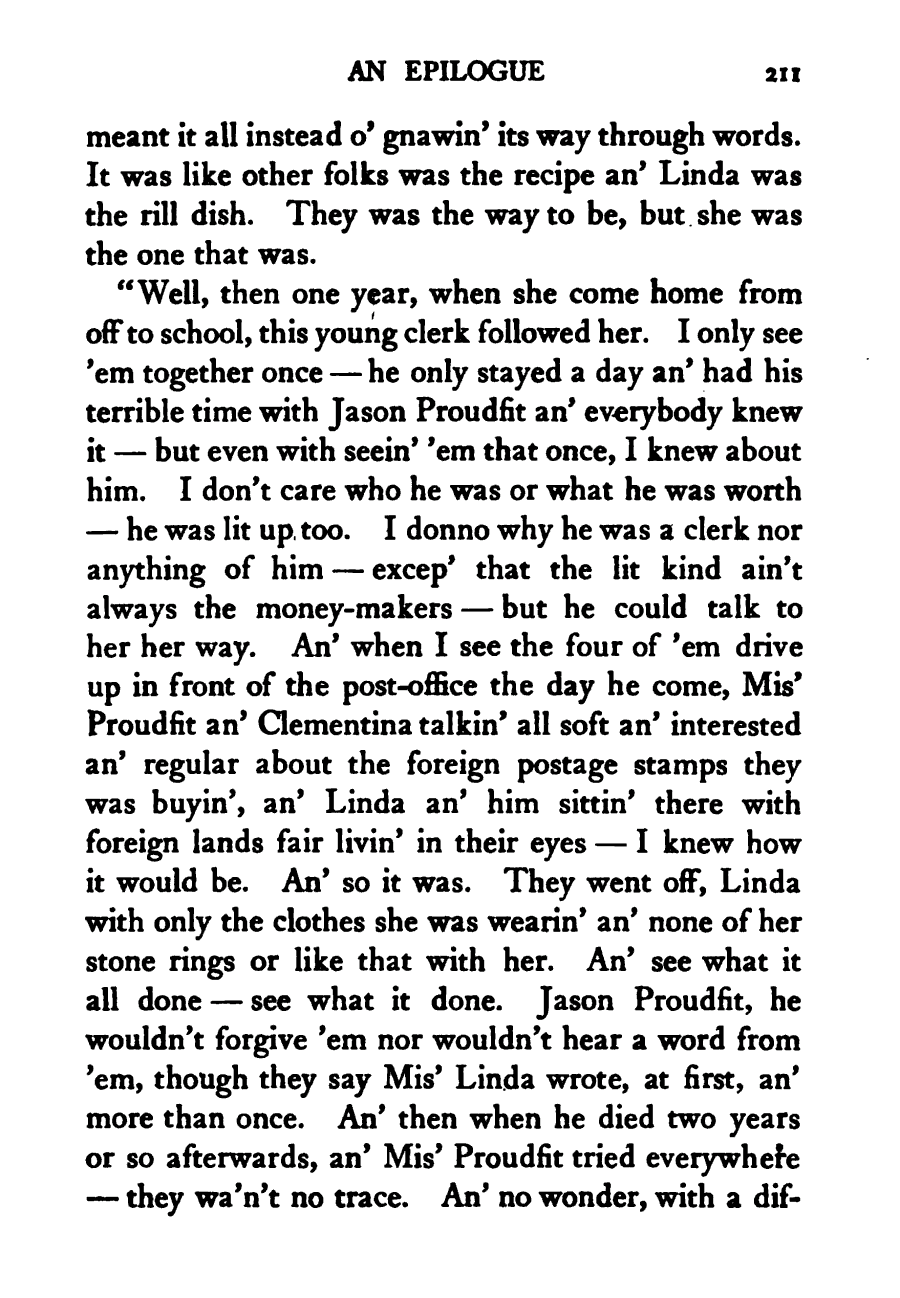 AN EPILOGUE 211
meant it all instead o' gnawin' its way through words.
It was like other folks was the recipe an' Linda was
the rill dish. They was the way to be, but she was
the one that was.
"Well, then one year, when she come home from
off to school, this young clerk followed her. I only see
'em together once — he only stayed a day an' had his
terrible time with Jason Proudfit an' everybody knew
it — but even with seein' 'em that once, I knew about
him. I don't care who he was or what he was worth
— he was lit up, too. I donno why he was a clerk nor
anything of him — excep' that the lit kind ain't
always the money-makers — but he could talk to
her her way. An' when I see the four of 'em drive
up in front of the post-office the day he come, Mis'
Proudfit an' Clementina talkin' all soft an' interested
an' regular about the foreign postage stamps they
was buyin', an' Linda an' him sittin' there with
foreign lands fair livin' in their eyes — I knew how
it would be. An' so it was. They went off, Linda
with only the clothes she was wearin' an' none of her
stone rings or like that with her. An' see what it
all done — see what it done. Jason Proudfit, he
wouldn't forgive 'em nor wouldn't hear a word from
'em, though they say Mis' Linda wrote, at first, an'
more than once. An' then when he died two years
or so afterwards, an' Mis' Proudfit tried everywhere
— they wa'n't no trace. An' no wonder, with a dif-